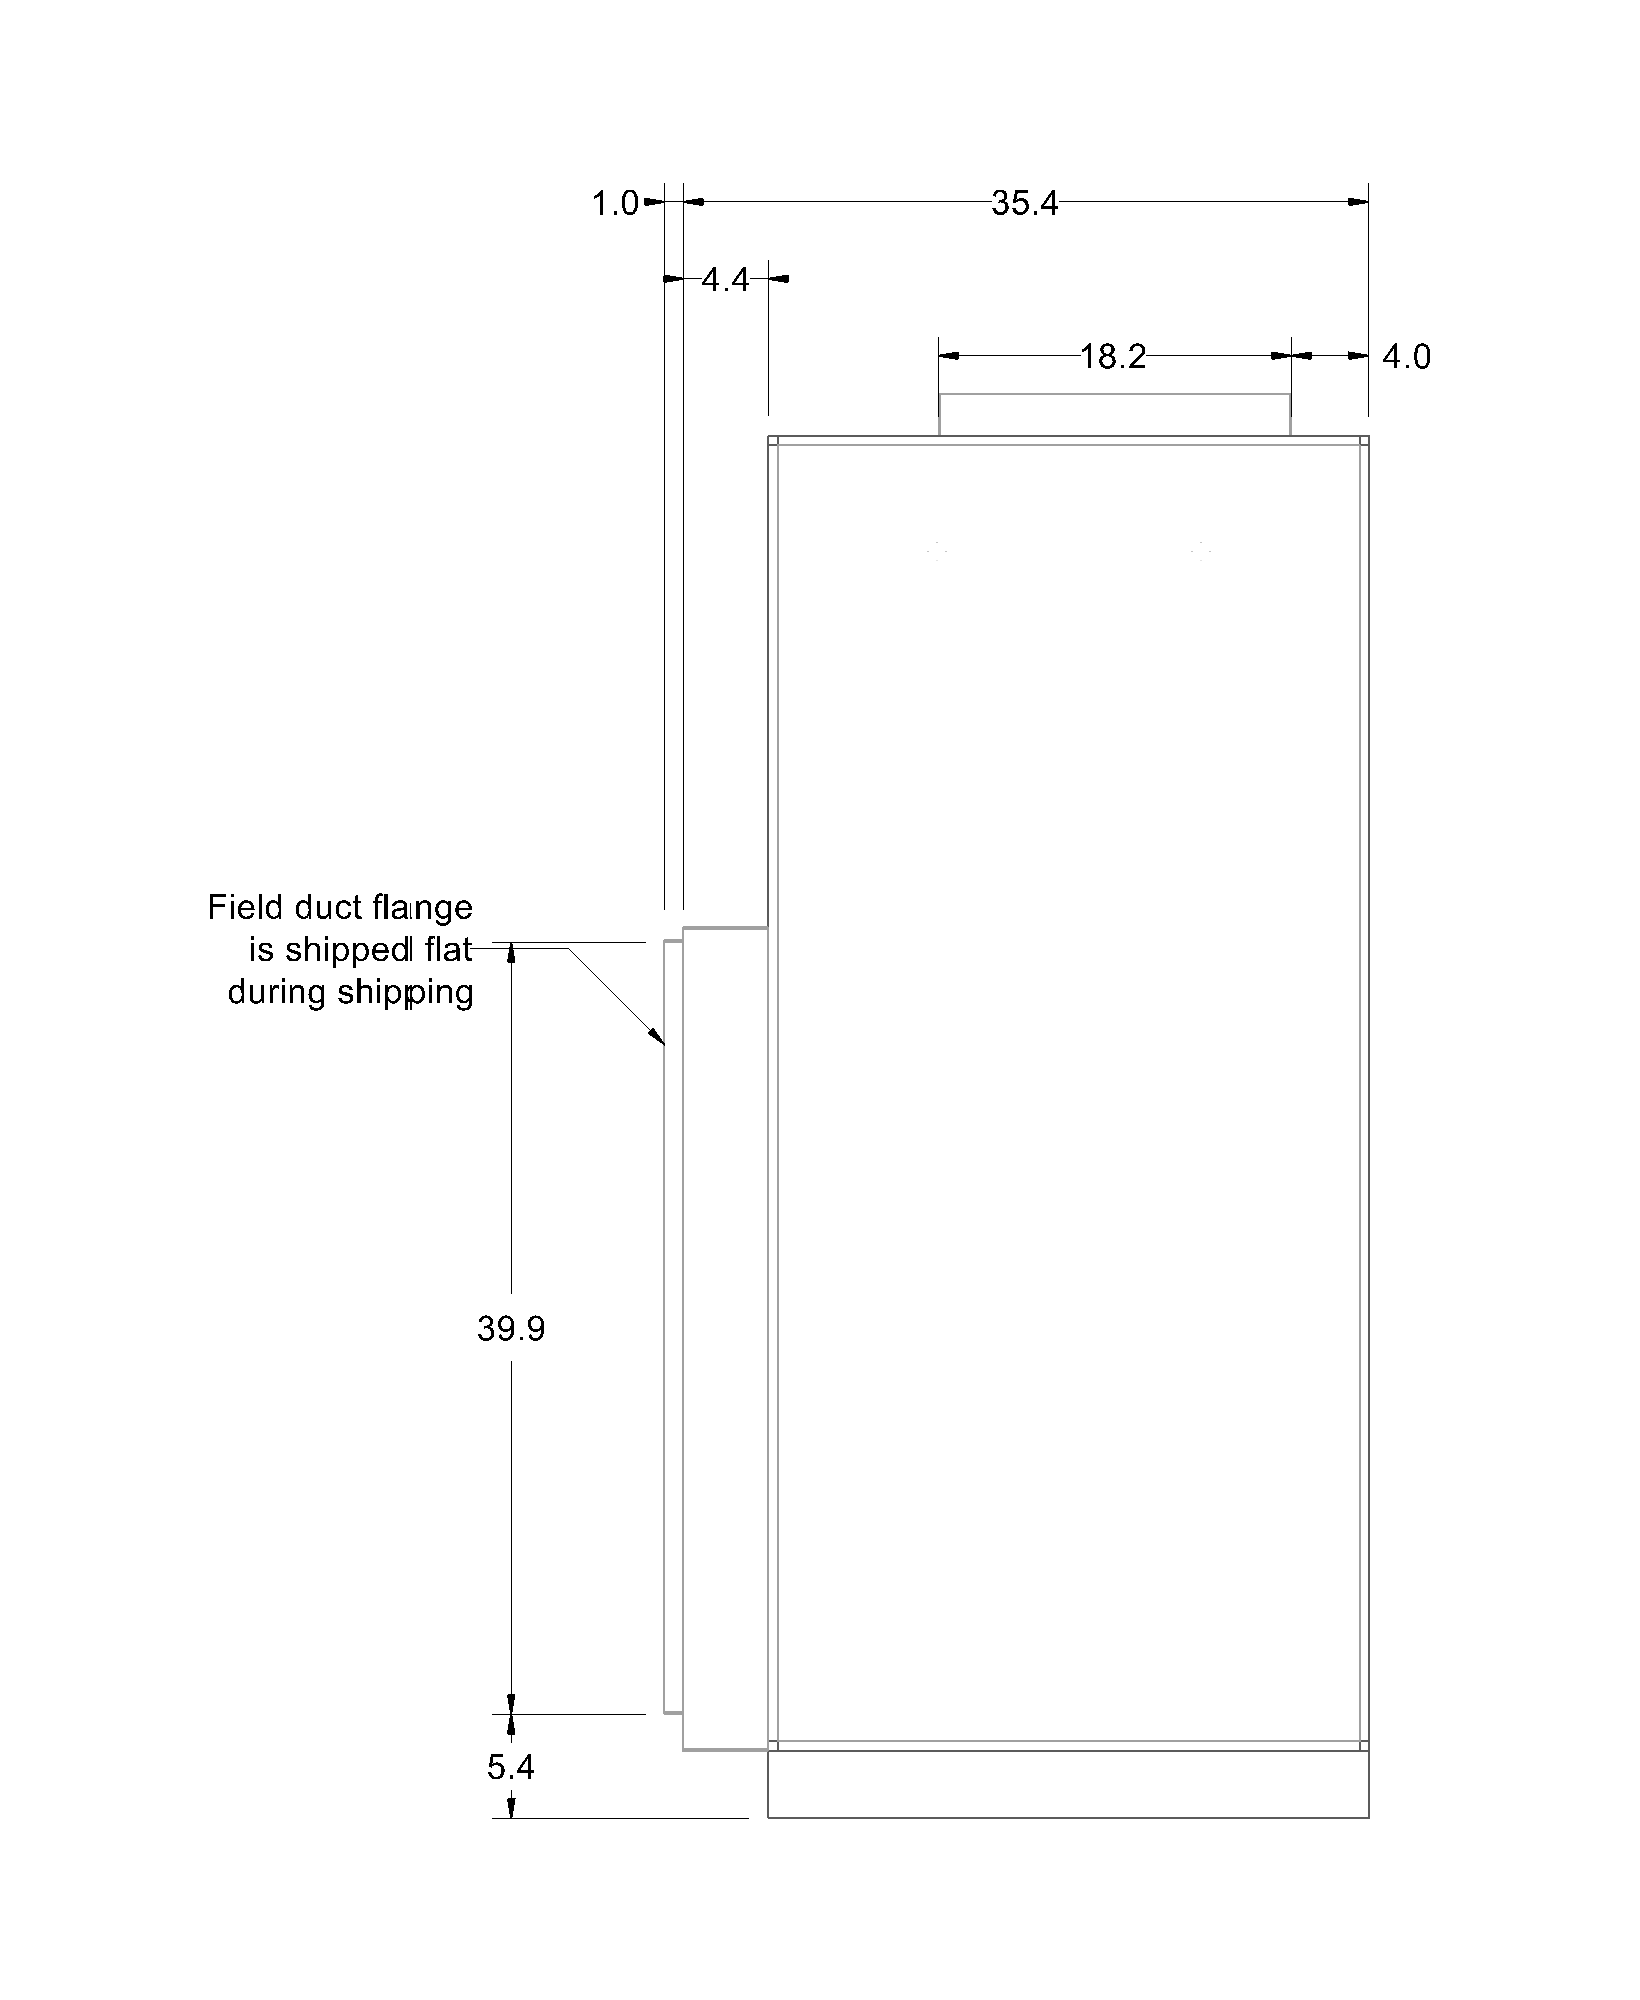 1.0
35.4
4.4
18.2
4.0
Field duct flange
is shipped flat
during shipping
39.9
5.4